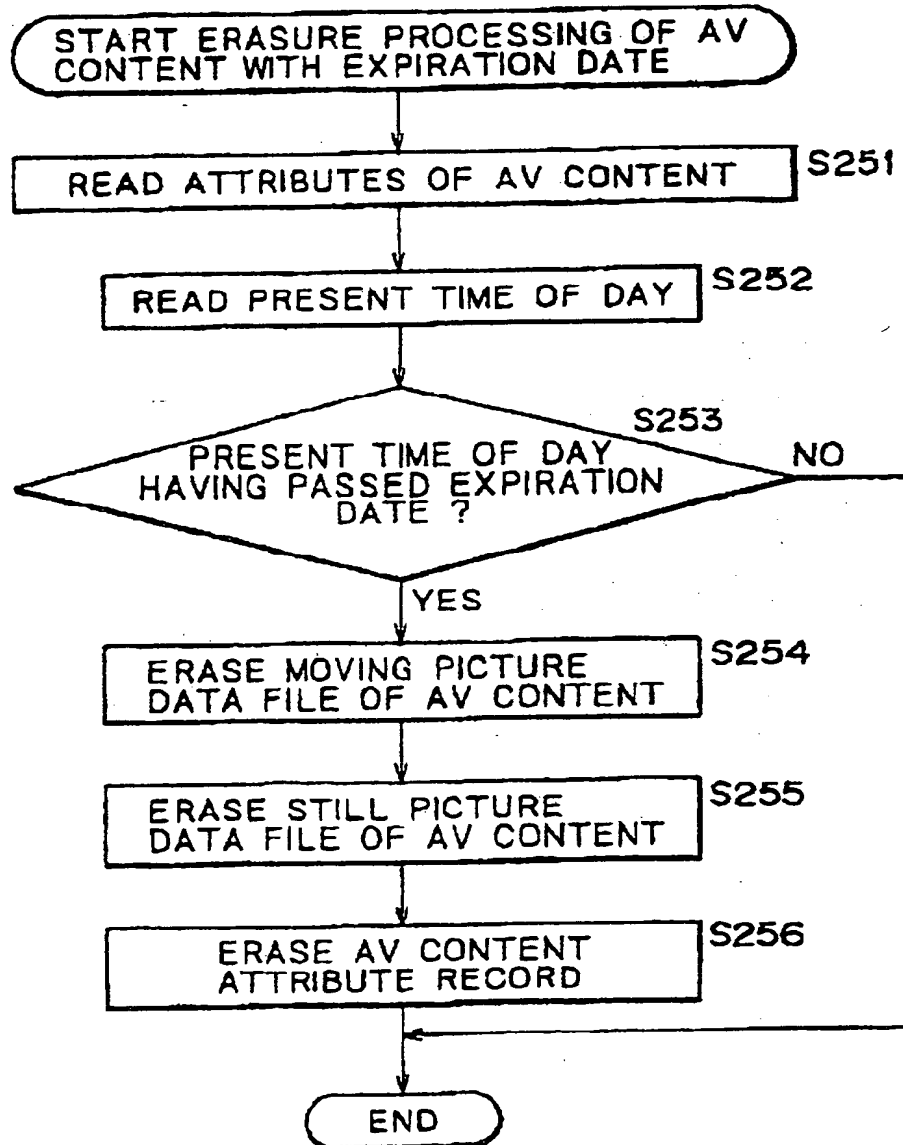 START ERASURE PROCESSING OF AV
CONTENT WITH EXPIRATION DATE
READ ATTRIBUTES OF AV CONTENT
S251
READ PRESENT TIME OF DAY
S252
S253
PRESENT TIME OF DAY
HAVING PASSED EXPIRATION
DATE ?
NO
YES
ERASE MOVING PICTURE
DATA FILE OF AV CONTENT
S254
ERASE STILL PICTURE
DATA FILE OF AV CONTENT
S255
ERASE AV CONTENT
ATTRIBUTE RECORD
S256
END